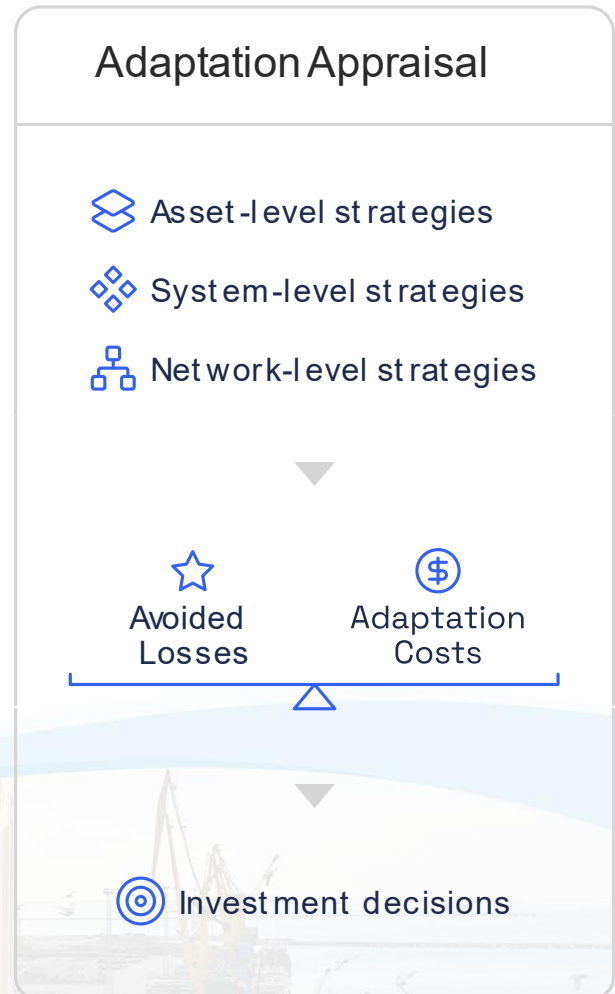 Adaptation Appraisal
Asset-level strategies
System-level strategies
Network-level strategies
Avoided
Losses
Adaptation
Costs
Investment decisions